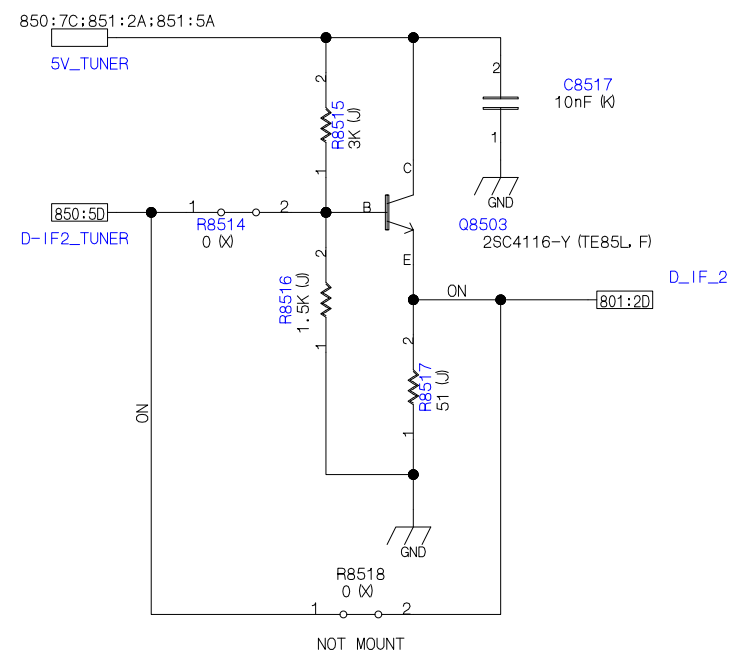 850:7C;851:2A;851:5A
5V_TUNER
2
C8517
10nF (K)
1
GND
2
R8515
3K (J)
1
C
850:5D
D-IF2_TUNER
1
2
R8514
0 (X)
B
Q8503
2SC4116-Y (TE85L, F)
E
2
R8516
1.5K (J)
1
ON
D_IF_2
801:2D
2
R8517
51 (J)
1
ON
GND
R8518
0 (X)
1
2
NOT MOUNT